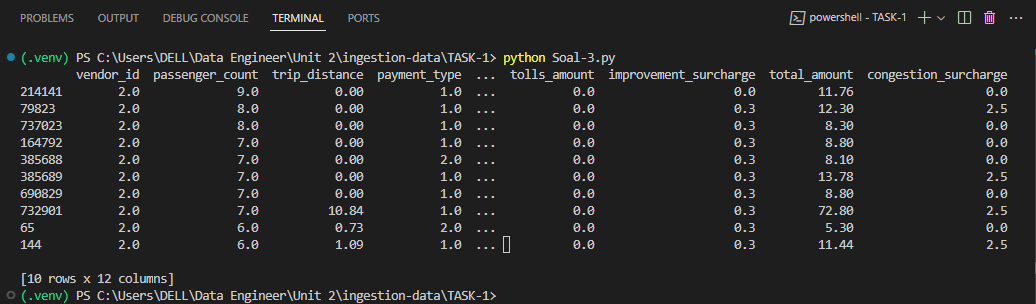 PROBLEMS OUTPUT DEBUG CONSOLE TERMINAL PORTS powershell - TASK-1
(.venv) PS C:\Users\DELL\Data Engineer\Unit 2\ingestion-data\TASK-1> python Soal-3.py
vendor_id passenger_count trip_distance payment_type ... tolls_amount improvement_surcharge total_amount congestion_surcharge
214141 2.0 9.0 0.00 1.0 ... 0.0 0.0 11.76 0.0
79823 2.0 8.0 0.00 1.0 ... 0.0 0.3 12.30 2.5
737023 2.0 8.0 0.00 1.0 ... 0.0 0.3 8.30 0.0
164792 2.0 7.0 0.00 1.0 ... 0.0 0.3 8.80 0.0
385688 2.0 7.0 0.00 2.0 ... 0.0 0.3 8.10 0.0
385689 2.0 7.0 0.00 1.0 ... 0.0 0.3 13.78 2.5
690829 2.0 7.0 0.00 1.0 ... 0.0 0.3 8.80 0.0
732901 2.0 7.0 10.84 1.0 ... 0.0 0.3 72.80 2.5
65 2.0 6.0 0.73 2.0 ... 0.0 0.3 5.30 0.0
144 2.0 6.0 1.09 1.0 ... 0.0 0.3 11.44 2.5
[10 rows x 12 columns]
(.venv) PS C:\Users\DELL\Data Engineer\Unit 2\ingestion-data\TASK-1>